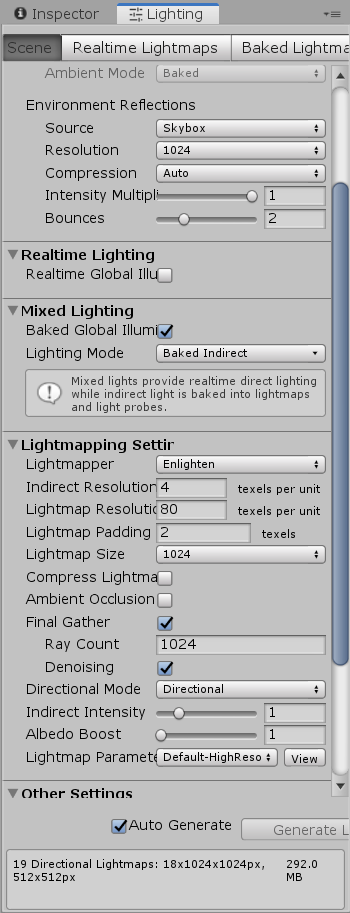 Inspector Lighting
Scene Realtime Lightmaps Baked Lightma
Ambient Mode Baked
Environment Reflections
Source Skybox
Resolution 1024
Compression Auto
Intensity Multipli 1
Bounces 2
Realtime Lighting
Realtime Global Illu
Mixed Lighting
Baked Global Illumi
Lighting Mode Baked Indirect
Mixed lights provide realtime direct lighting
while indirect light is baked into lightmaps
and light probes.
Lightmapping Settir
Lightmapper Enlighten
Indirect Resolution 4 texels per unit
Lightmap Resolutio 80 texels per unit
Lightmap Padding 2 texels
Lightmap Size 1024
Compress Lightma
Ambient Occlusion
Final Gather
Ray Count 1024
Denoising
Directional Mode Directional
Indirect Intensity 1
Albedo Boost 1
Lightmap Paramete Default-HighReso View
Other Settings
Auto Generate Generate L
19 Directional Lightmaps: 18x1024x1024px, 292.0
512x512px MB